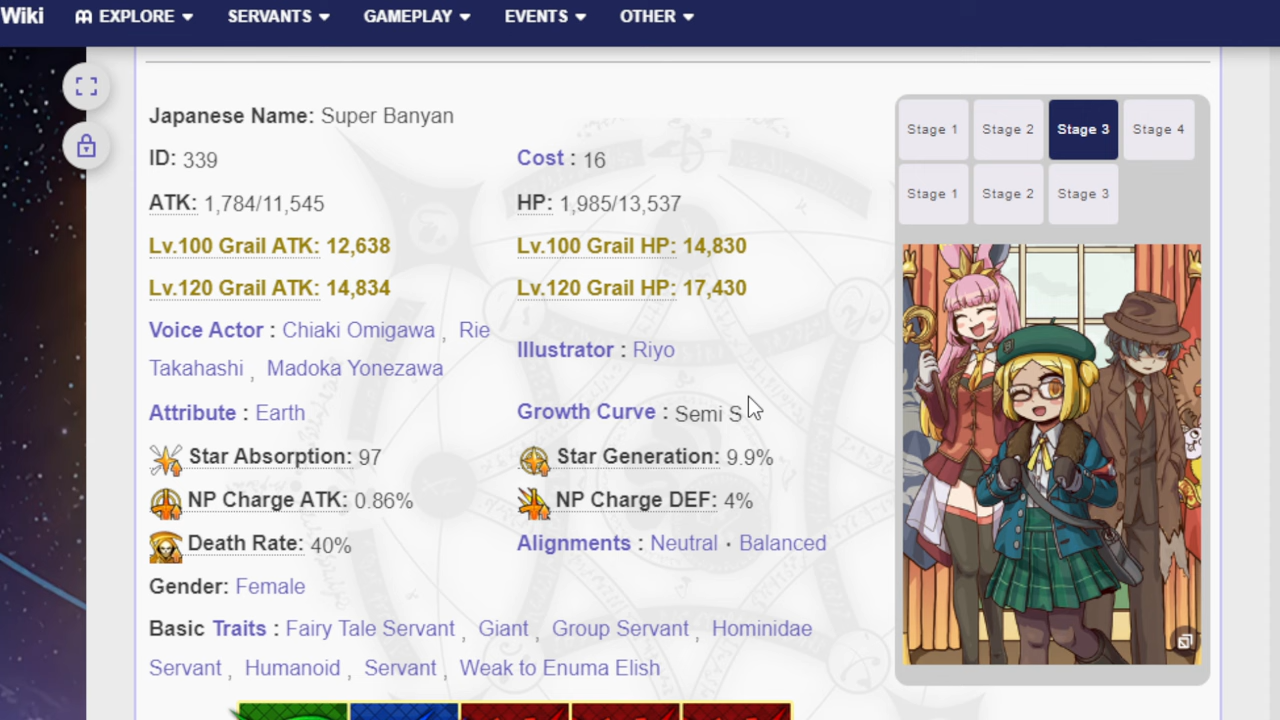 Wiki EXPLORE SERVANTS GAMEPLAY EVENTS OTHER
Japanese Name: Super Banyan
ID: 339 Cost : 16
ATK: 1,784/11,545 HP: 1,985/13,537
Lv.100 Grail ATK: 12,638 Lv.100 Grail HP: 14,830
Lv.120 Grail ATK: 14,834 Lv.120 Grail HP: 17,430
Voice Actor : Chiaki Omigawa , Rie
Takahashi , Madoka Yonezawa
Illustrator : Riyo
Attribute : Earth Growth Curve : Semi S
Star Absorption: 97 Star Generation: 9.9%
NP Charge ATK: 0.86% NP Charge DEF: 4%
Death Rate: 40% Alignments : Neutral · Balanced
Gender: Female
Basic Traits : Fairy Tale Servant , Giant , Group Servant , Hominidae
Servant , Humanoid , Servant , Weak to Enuma Elish
Stage 1 Stage 2 Stage 3 Stage 4
Stage 1 Stage 2 Stage 3